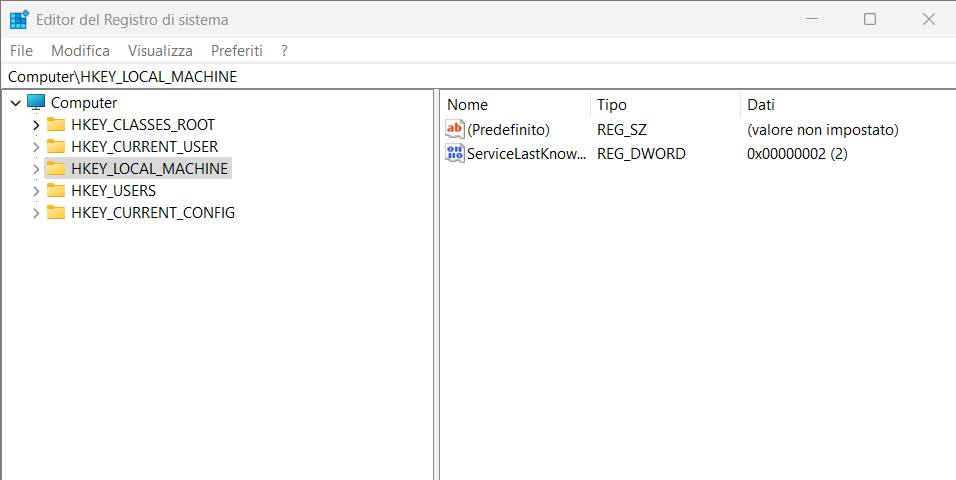 Editor del Registro di sistema
File Modifica Visualizza Preferiti ?
Computer\HKEY_LOCAL_MACHINE
Computer
HKEY_CLASSES_ROOT
HKEY_CURRENT_USER
HKEY_LOCAL_MACHINE
HKEY_USERS
HKEY_CURRENT_CONFIG
Nome Tipo Dati
(Predefinito) REG_SZ (valore non impostato)
ServiceLastKnow... REG_DWORD 0x00000002 (2)